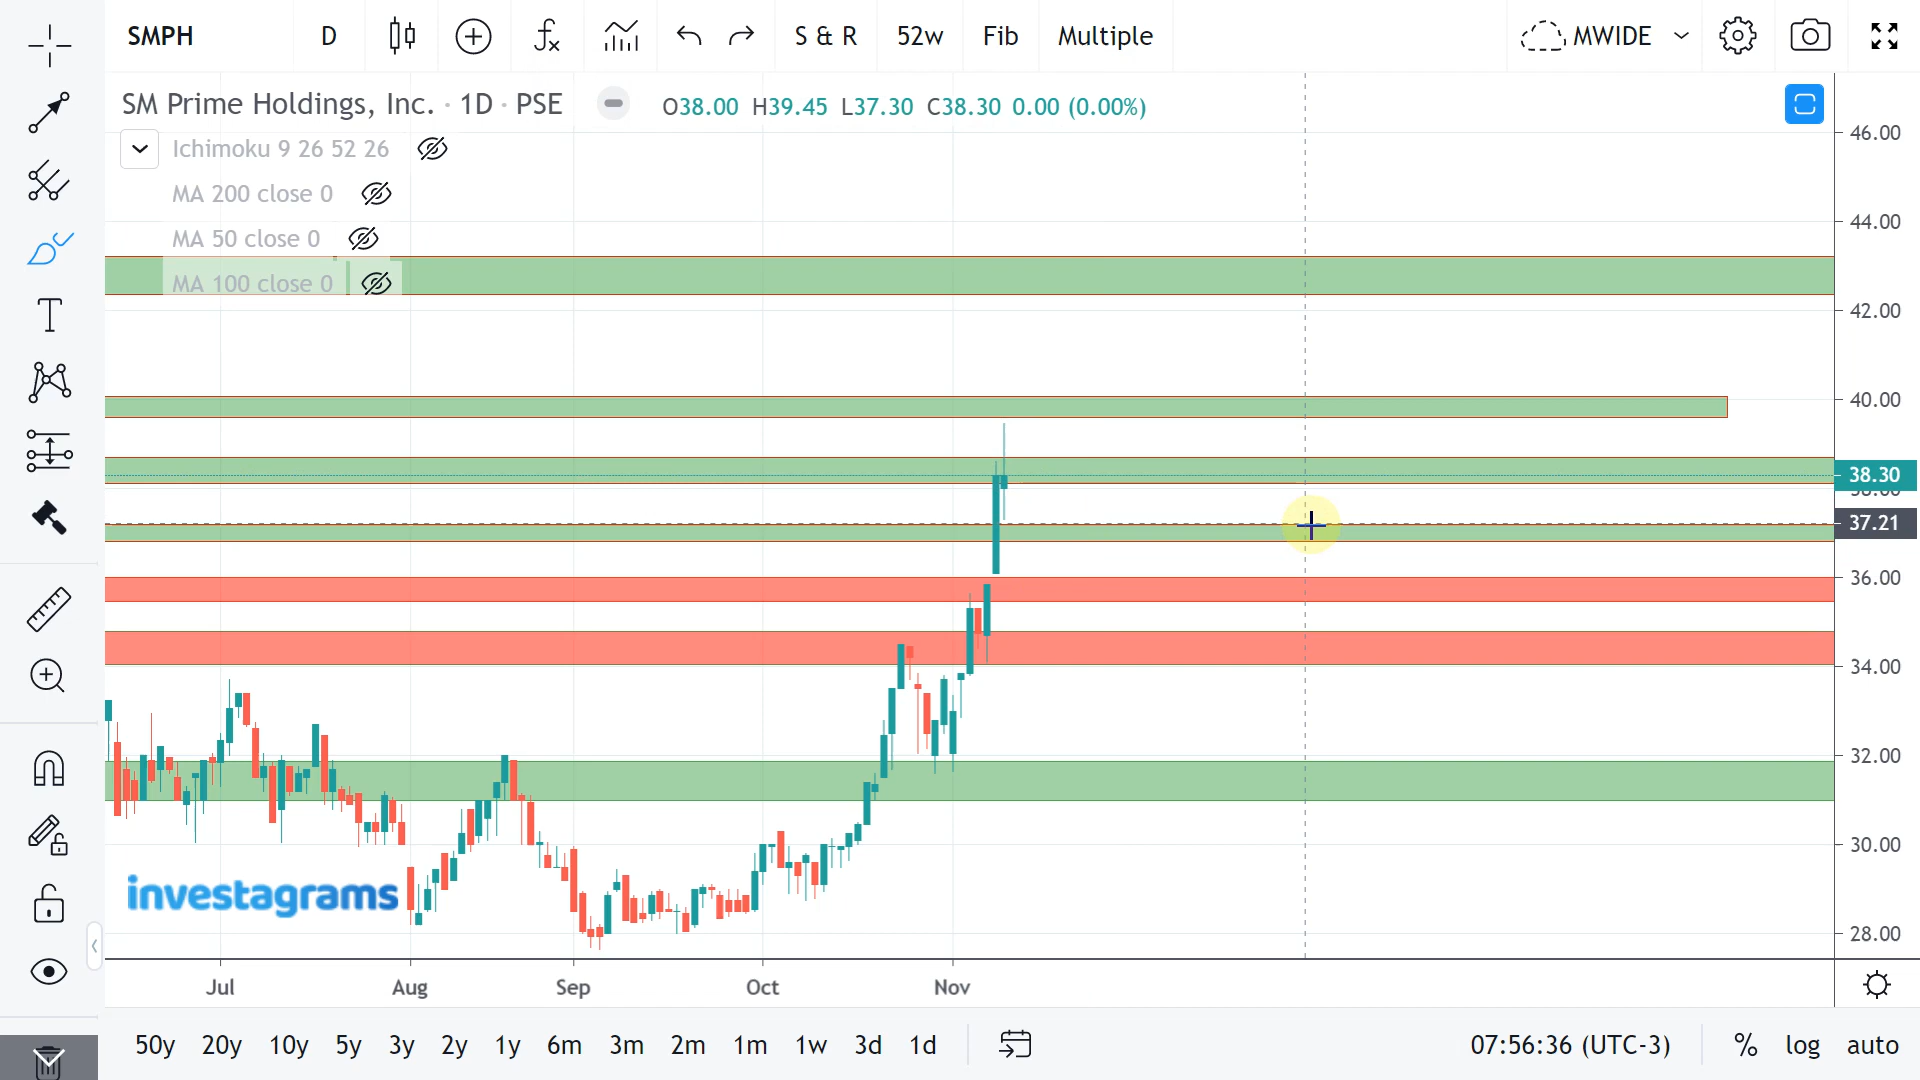 SMPH D S & R 52w Fib Multiple MWIDE
SM Prime Holdings, Inc. · 1D · PSE O38.00 H39.45 L37.30 C38.30 0.00 (0.00%)
Ichimoku 9 26 52 26
MA 200 close 0
MA 50 close 0
MA 100 close 0
46.00
44.00
42.00
40.00
38.30
38.00
37.21
36.00
34.00
32.00
30.00
28.00
investagrams
Jul Aug Sep Oct Nov
50y 20y 10y 5y 3y 2y 1y 6m 3m 2m 1m 1w 3d 1d 07:56:36 (UTC-3) % log auto